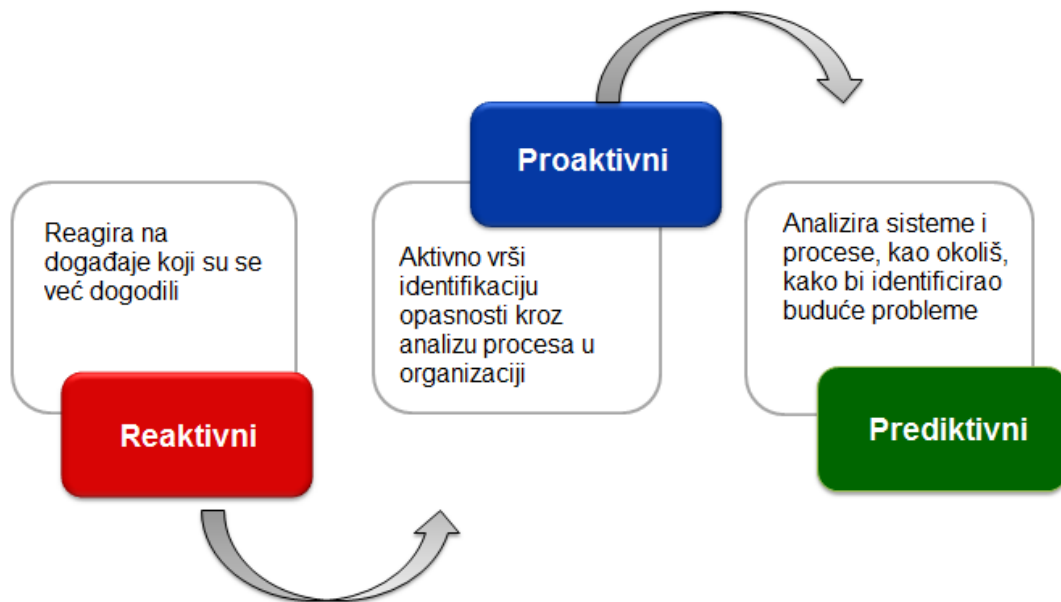 Reagira na
događaje koji su se
već dogodili
Reaktivni
Proaktivni
Aktivno vrši
identifikaciju
opasnosti kroz
analizu procesa u
organizaciji
Analizira sisteme i
procese, kao okoliš,
kako bi identificirao
buduće probleme
Prediktivni